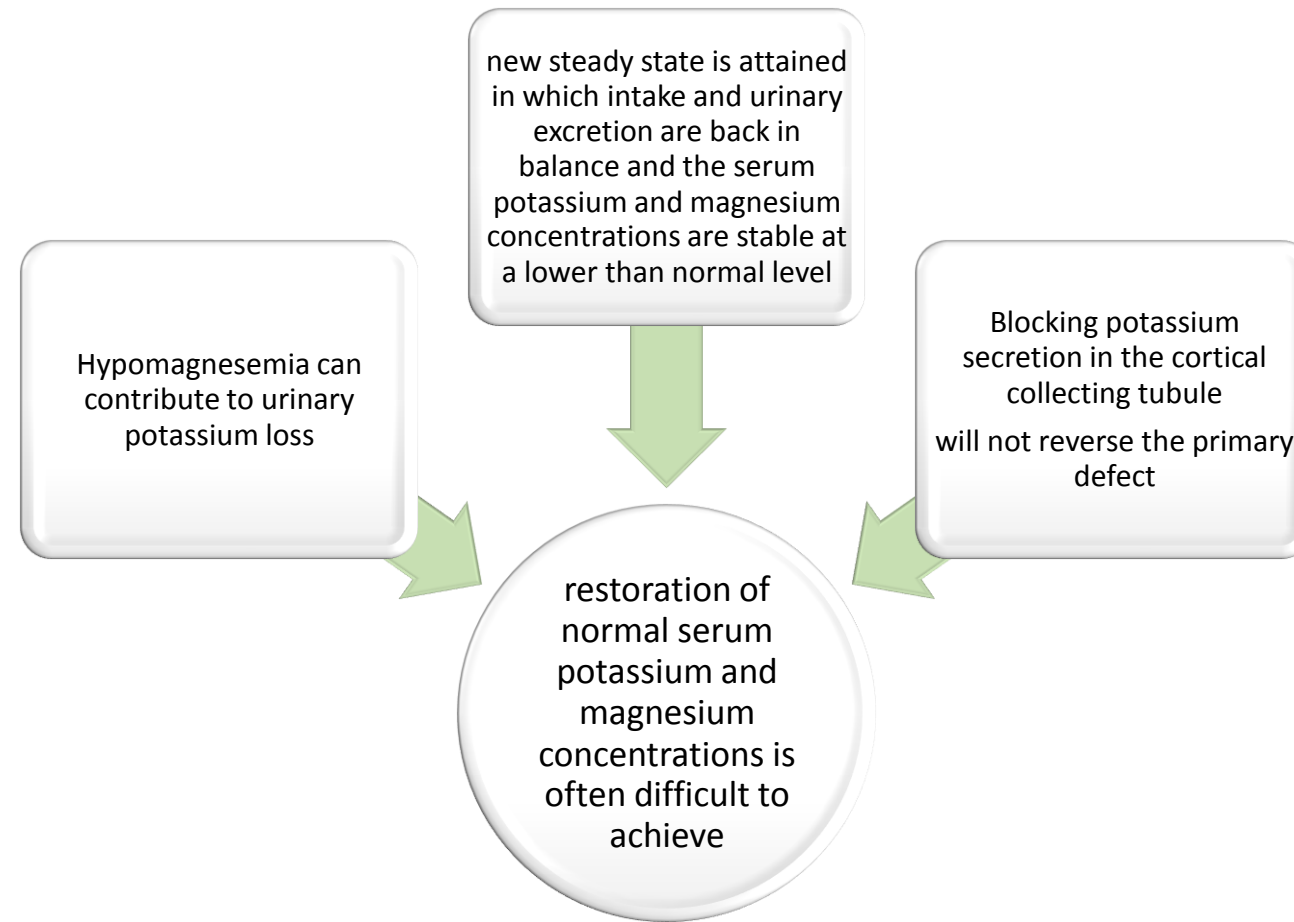 new steady state is attained
in which intake and urinary
excretion are back in
balance and the serum
potassium and magnesium
concentrations are stable at
a lower than normal level
Hypomagnesemia can
contribute to urinary
potassium loss
Blocking potassium
secretion in the cortical
collecting tubule
will not reverse the primary
defect
restoration of
normal serum
potassium and
magnesium
concentrations is
often difficult to
achieve